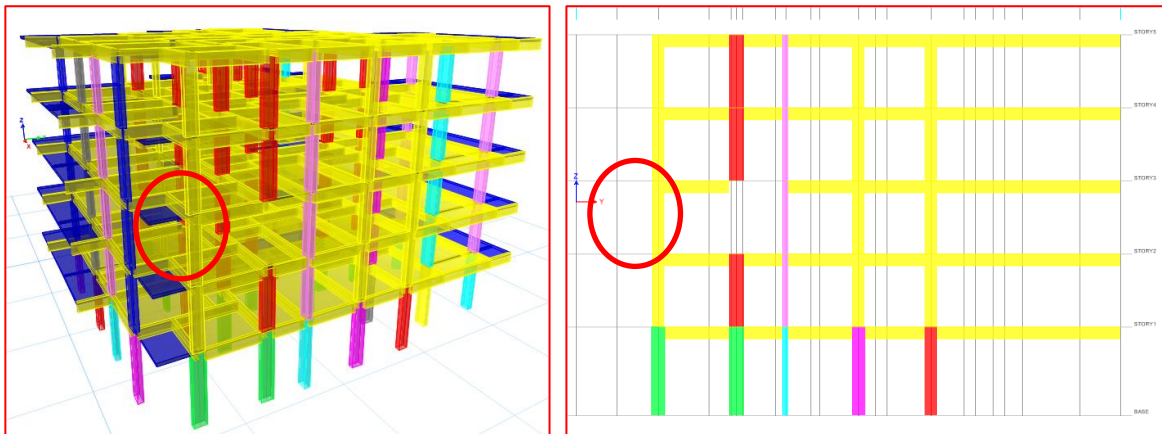 Z
X
STORY5
STORY4
STORY3
Z
Y
STORY2
STORY1
BASE